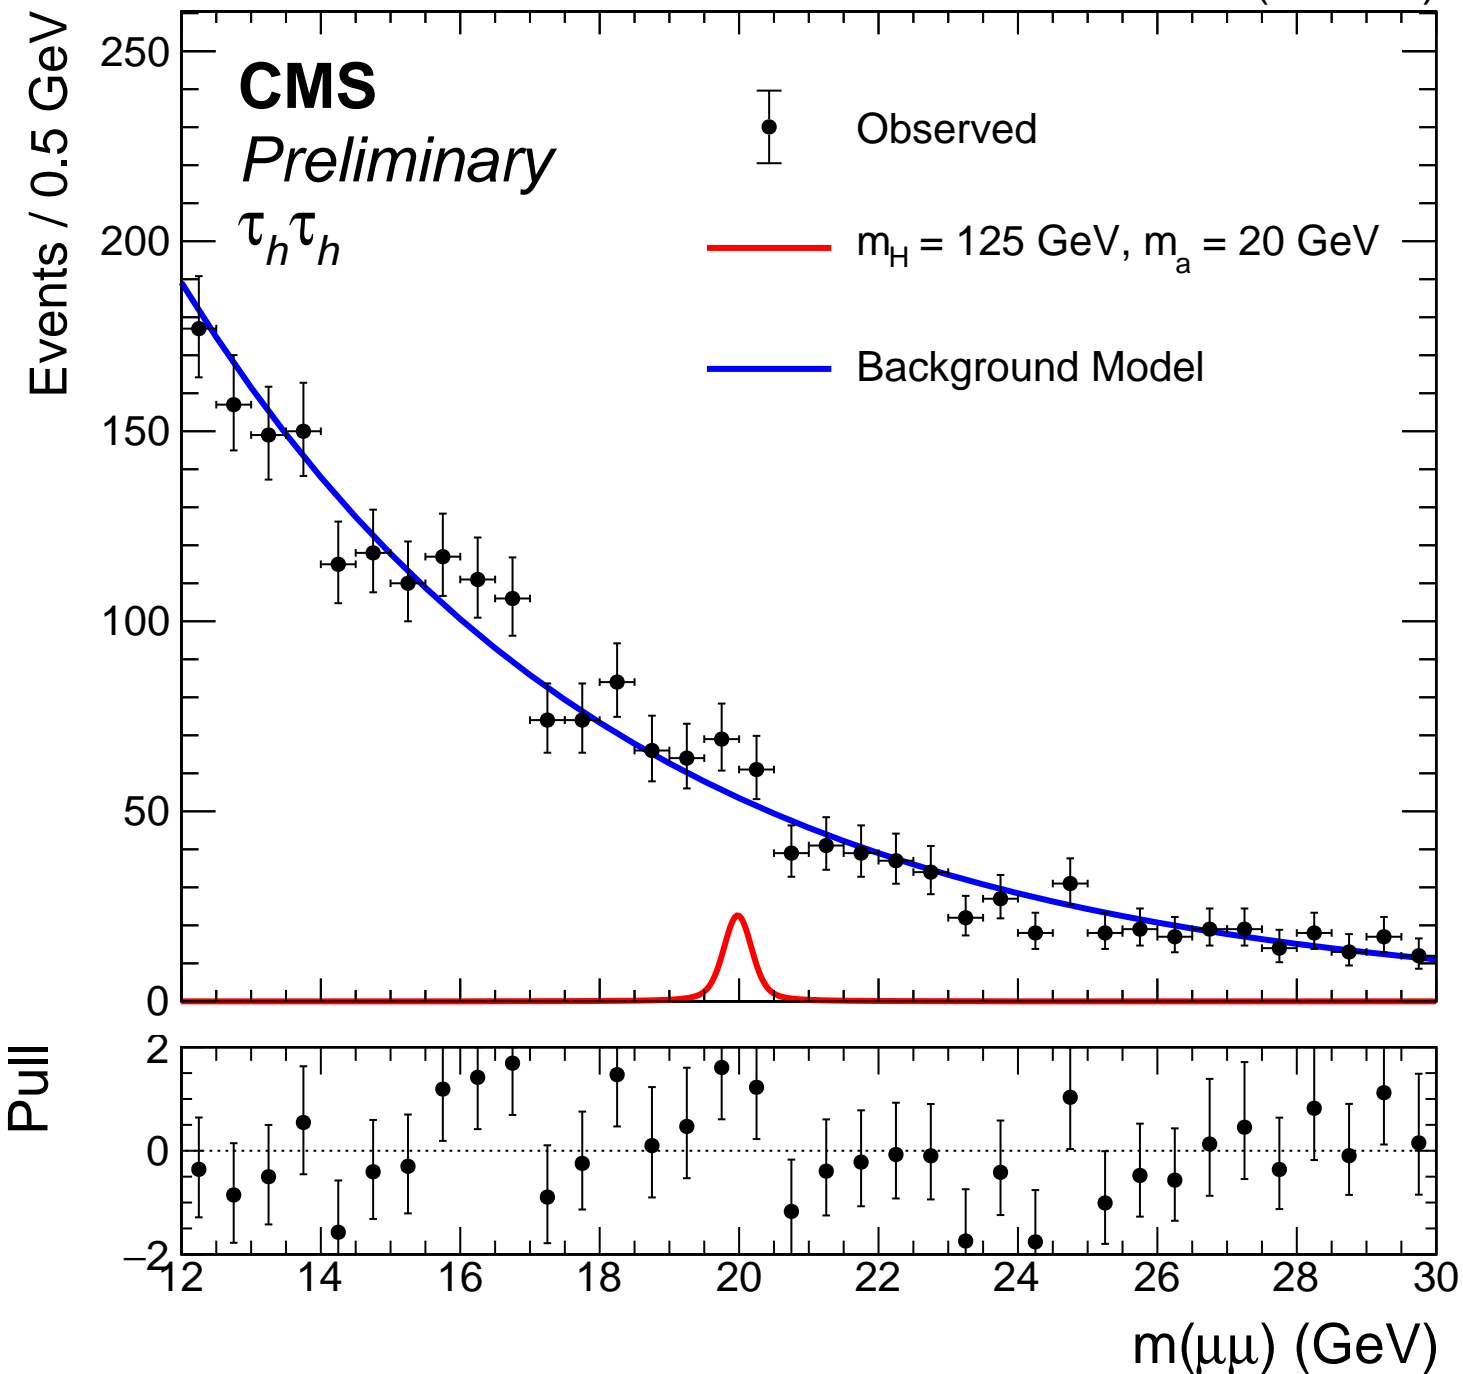 CMS
Preliminary
τhτh
Observed
mH = 125 GeV, ma = 20 GeV
Background Model
Events / 0.5 GeV
250
200
150
100
50
0
Pull
2
0
−2
12 14 16 18 20 22 24 26 28 30
m(μμ) (GeV)